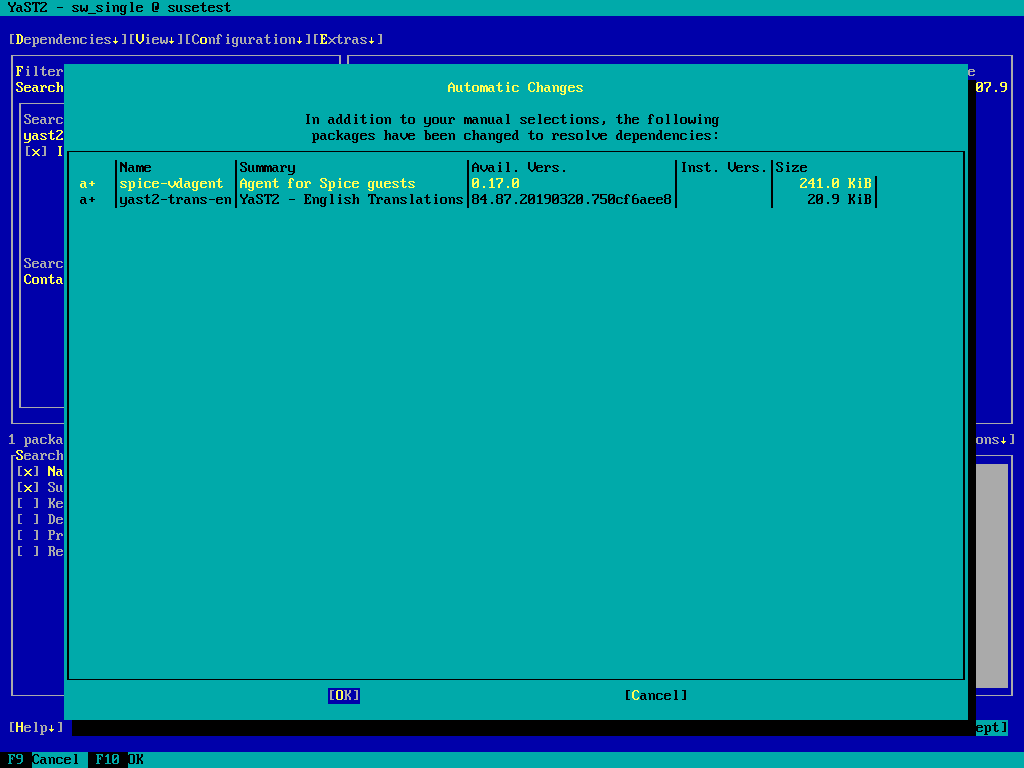 YaST2 - sw_single @ susetest
[Dependencies↓][View↓][Configuration↓][Extras↓]
Filter
e
Search
07.9
Automatic Changes
Searc
In addition to your manual selections, the following
yast2
packages have been changed to resolve dependencies:
[x] I
Name Summary Avail. Vers. Inst. Vers. Size
a+ spice-vdagent Agent for Spice guests 0.17.0 241.0 KiB
a+ yast2-trans-en YaST2 - English Translations 84.87.20190320.750cf6aee8 20.9 KiB
Searc
Conta
1 packa
ons↓]
Search
[x] Na
[x] Su
[ ] Ke
[ ] De
[ ] Pr
[ ] Re
[OK] [Cancel]
[Help↓] ept]
F9 Cancel F10 OK